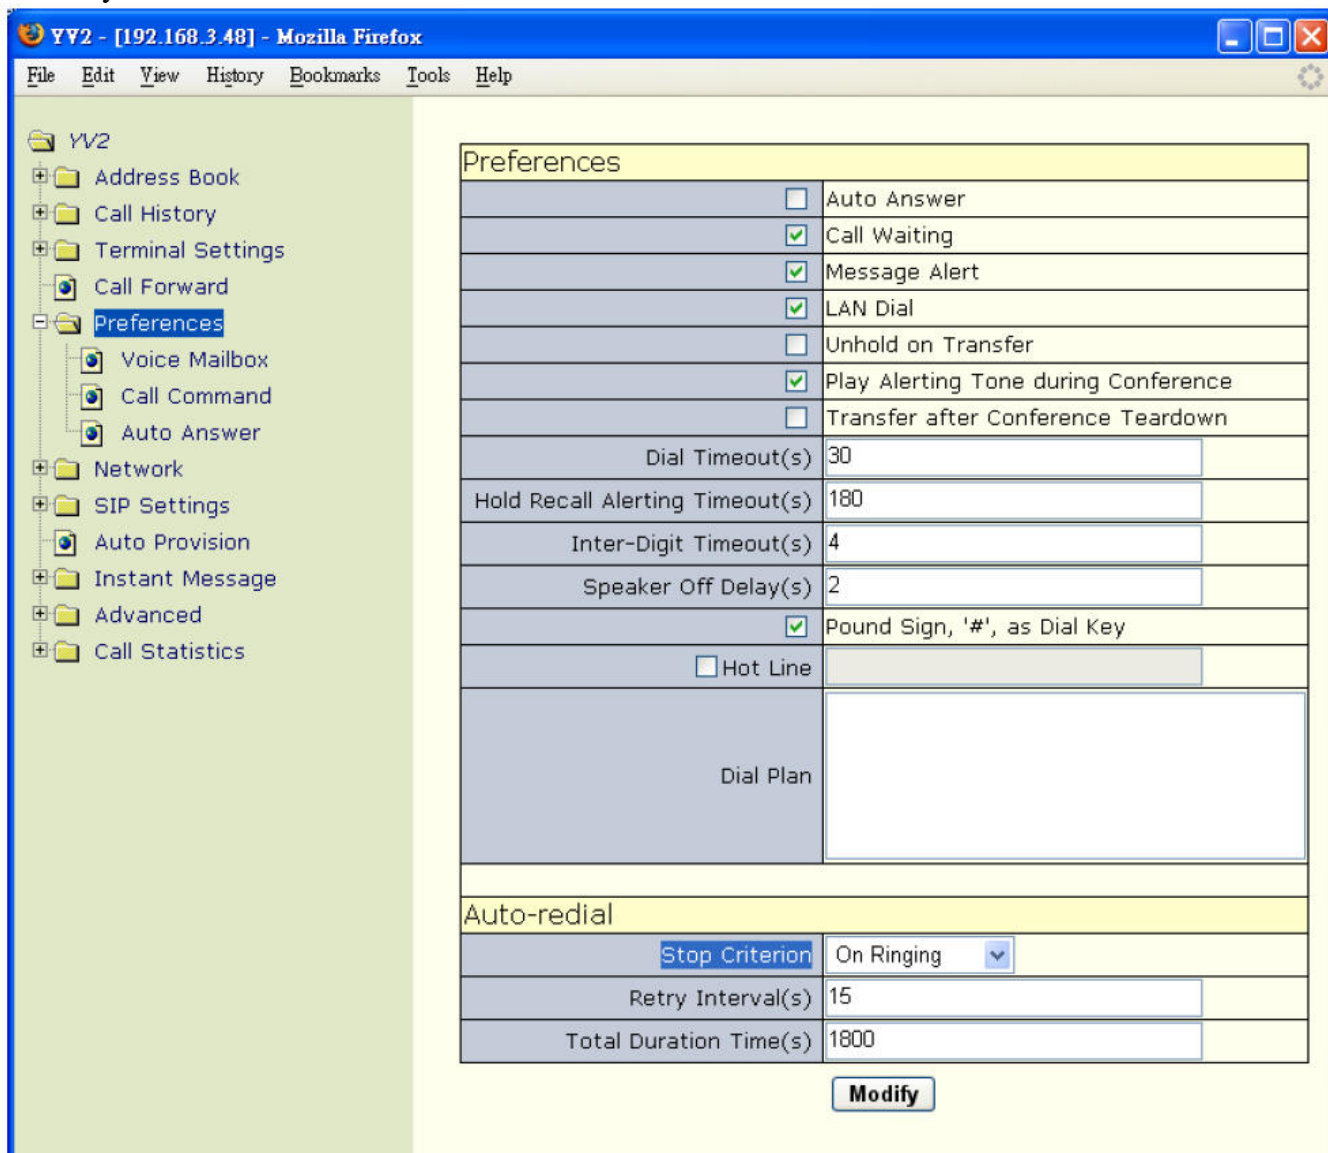 YV2 - [192.168.3.48] - Mozilla Firefox
File Edit View History Bookmarks Tools Help
YV2
Address Book
Call History
Terminal Settings
Call Forward
Preferences
Voice Mailbox
Call Command
Auto Answer
Network
SIP Settings
Auto Provision
Instant Message
Advanced
Call Statistics
Preferences
Auto Answer
Call Waiting
Message Alert
LAN Dial
Unhold on Transfer
Play Alerting Tone during Conference
Transfer after Conference Teardown
Dial Timeout(s) 30
Hold Recall Alerting Timeout(s) 180
Inter-Digit Timeout(s) 4
Speaker Off Delay(s) 2
Pound Sign, '#', as Dial Key
Hot Line
Dial Plan
Auto-redial
Stop Criterion On Ringing
Retry Interval(s) 15
Total Duration Time(s) 1800
Modify